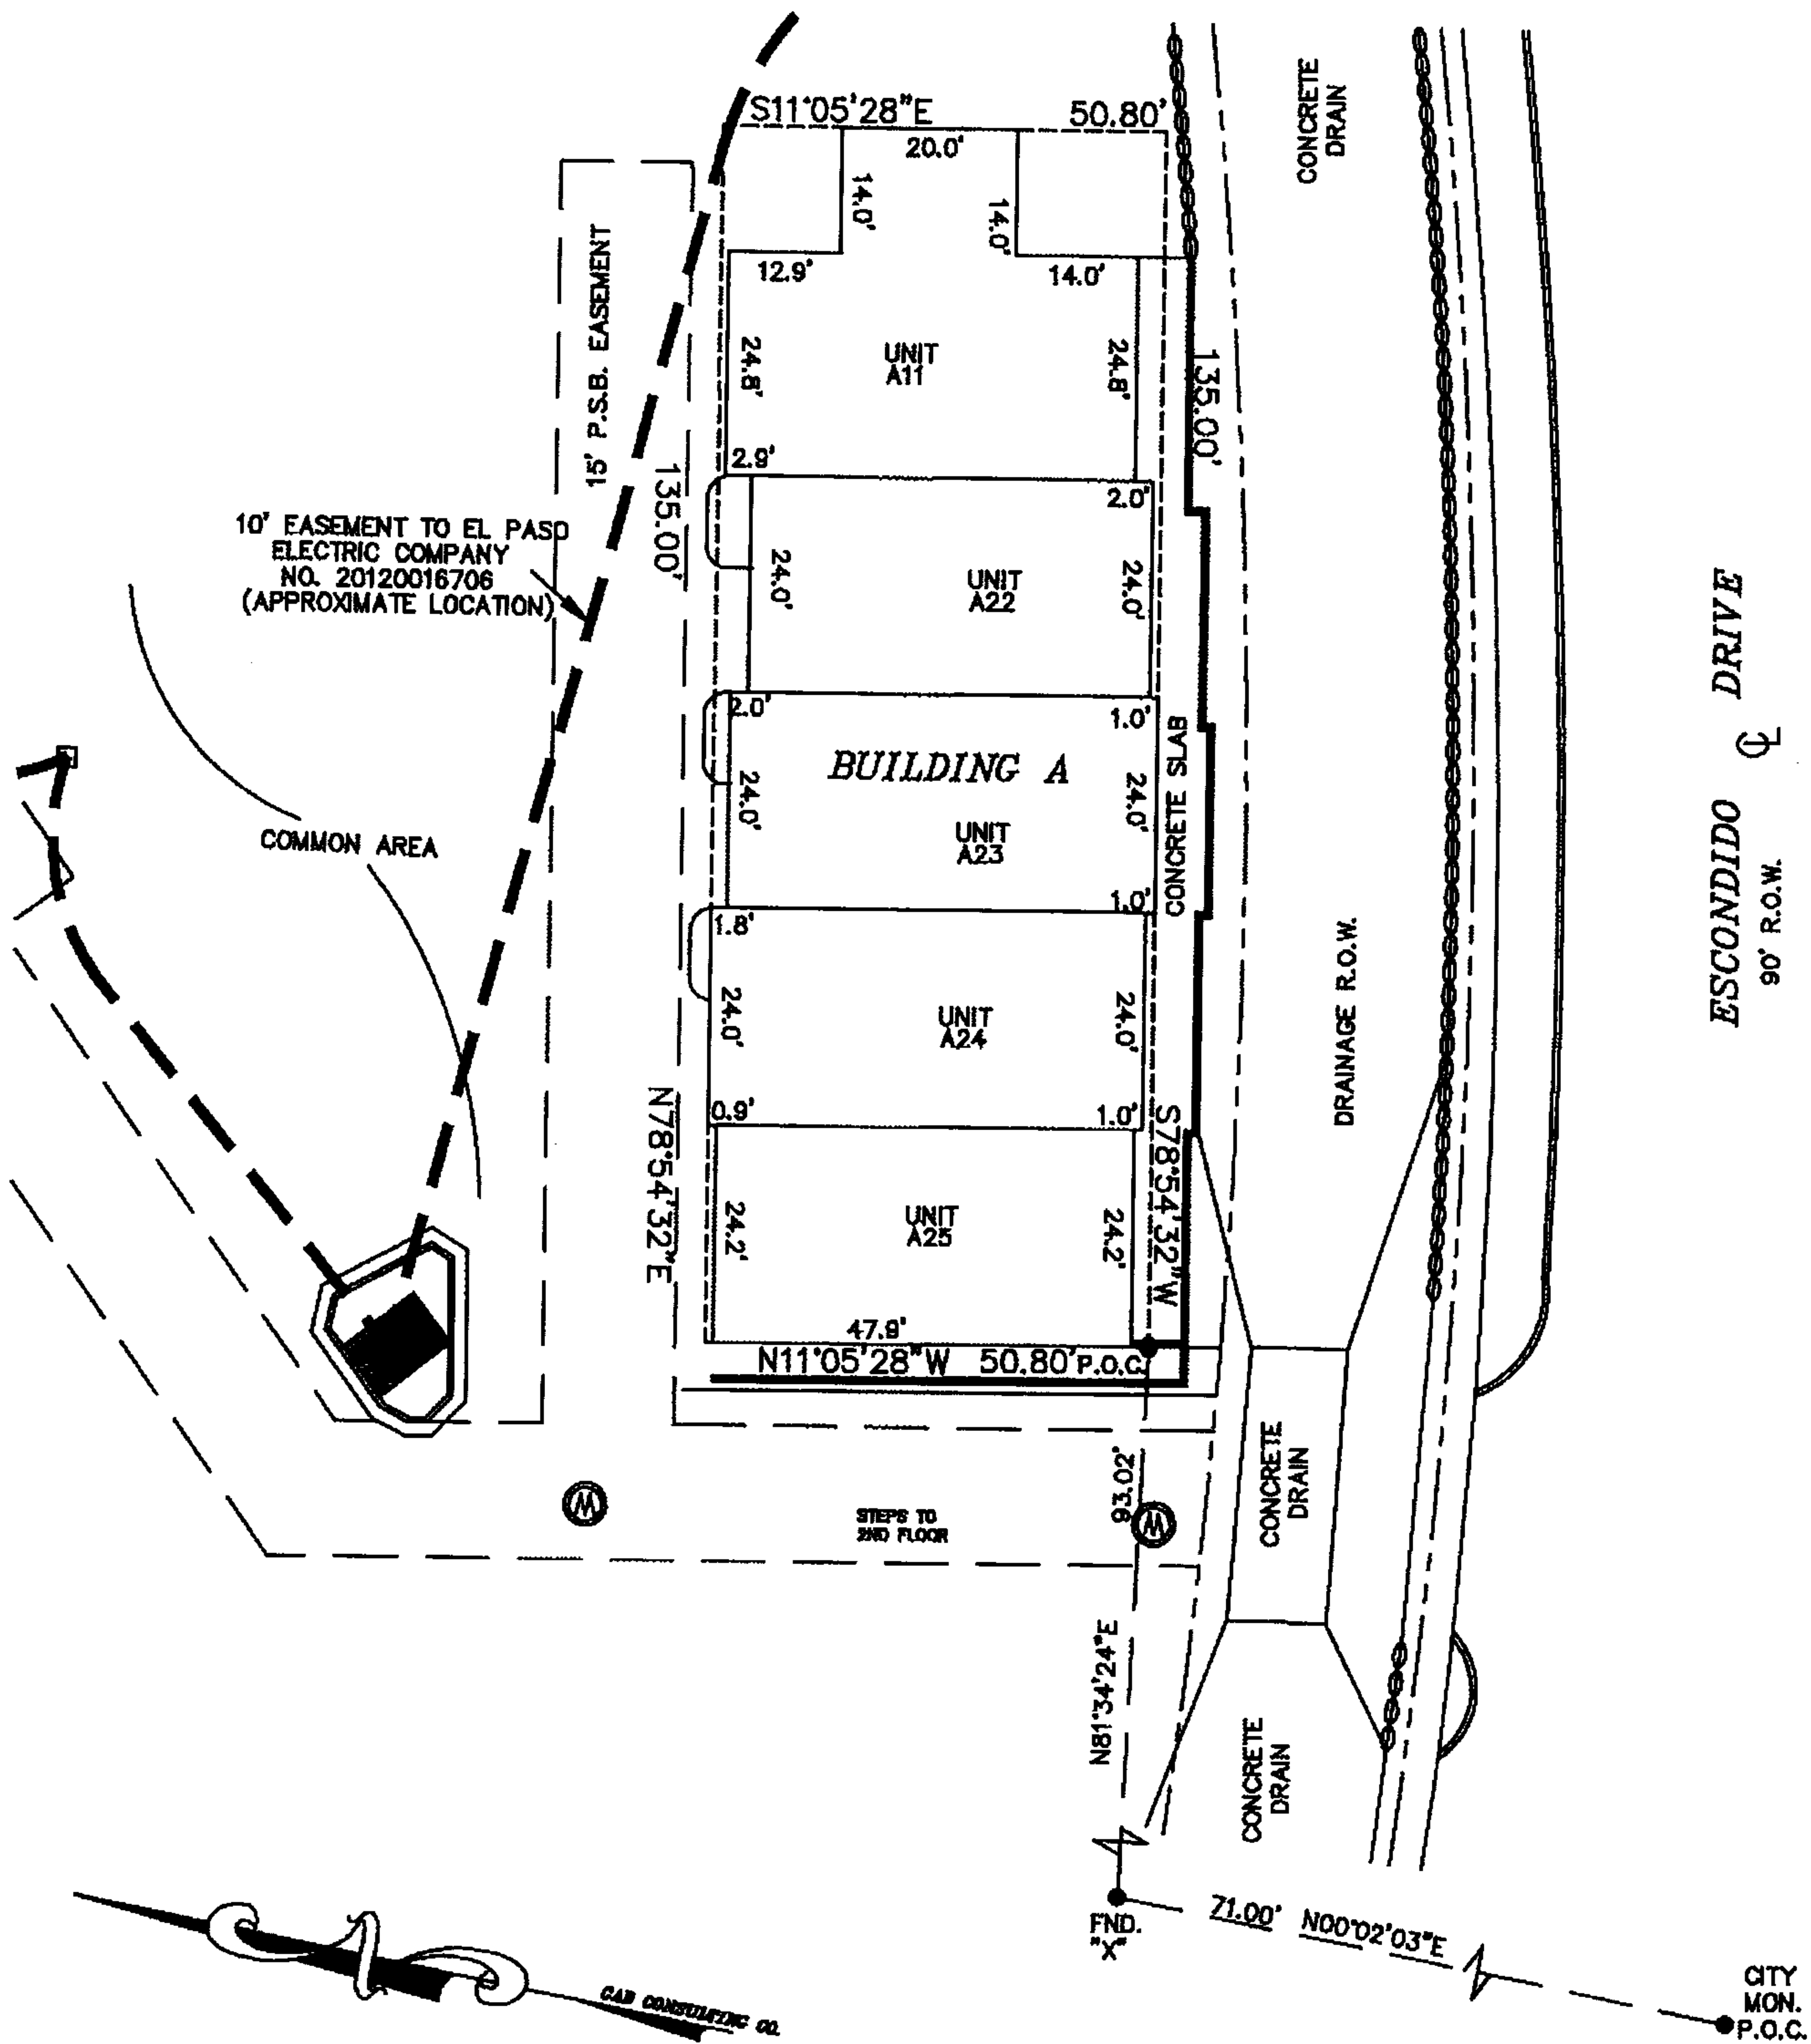 S11°05'28"E 50.80'
CONCRETE
DRAIN
20.0'
14.0'
14.0'
12.9'
14.0'
15' P.S.B. EASEMENT
24.8'
UNIT
A11
24.8'
135.00'
2.9'
135.00'
2.0'
10' EASEMENT TO EL PASO
ELECTRIC COMPANY
NO. 20120016706
(APPROXIMATE LOCATION)
24.0'
UNIT
A22
24.0'
2.0'
1.0'
BUILDING A
24.0'
24.0'
CONCRETE SLAB
UNIT
A23
COMMON AREA
ESCONDIDO DRIVE
CL
90' R.O.W.
1.0'
1.8'
24.0'
UNIT
A24
24.0'
DRAINAGE R.O.W.
0.9'
1.0'
N78°54'32"E
S78°54'32"W
24.2'
UNIT
A25
24.2'
47.9'
N11°05'28"W 50.80' P.O.C.
93.02'
CONCRETE
DRAIN
M
M
STEPS TO
2ND FLOOR
N81°34'24"E
CONCRETE
DRAIN
FND.
"X"
71.00' N00°02'03"E
CITY
MON.
P.O.C.
CAD CONSULTING CO.